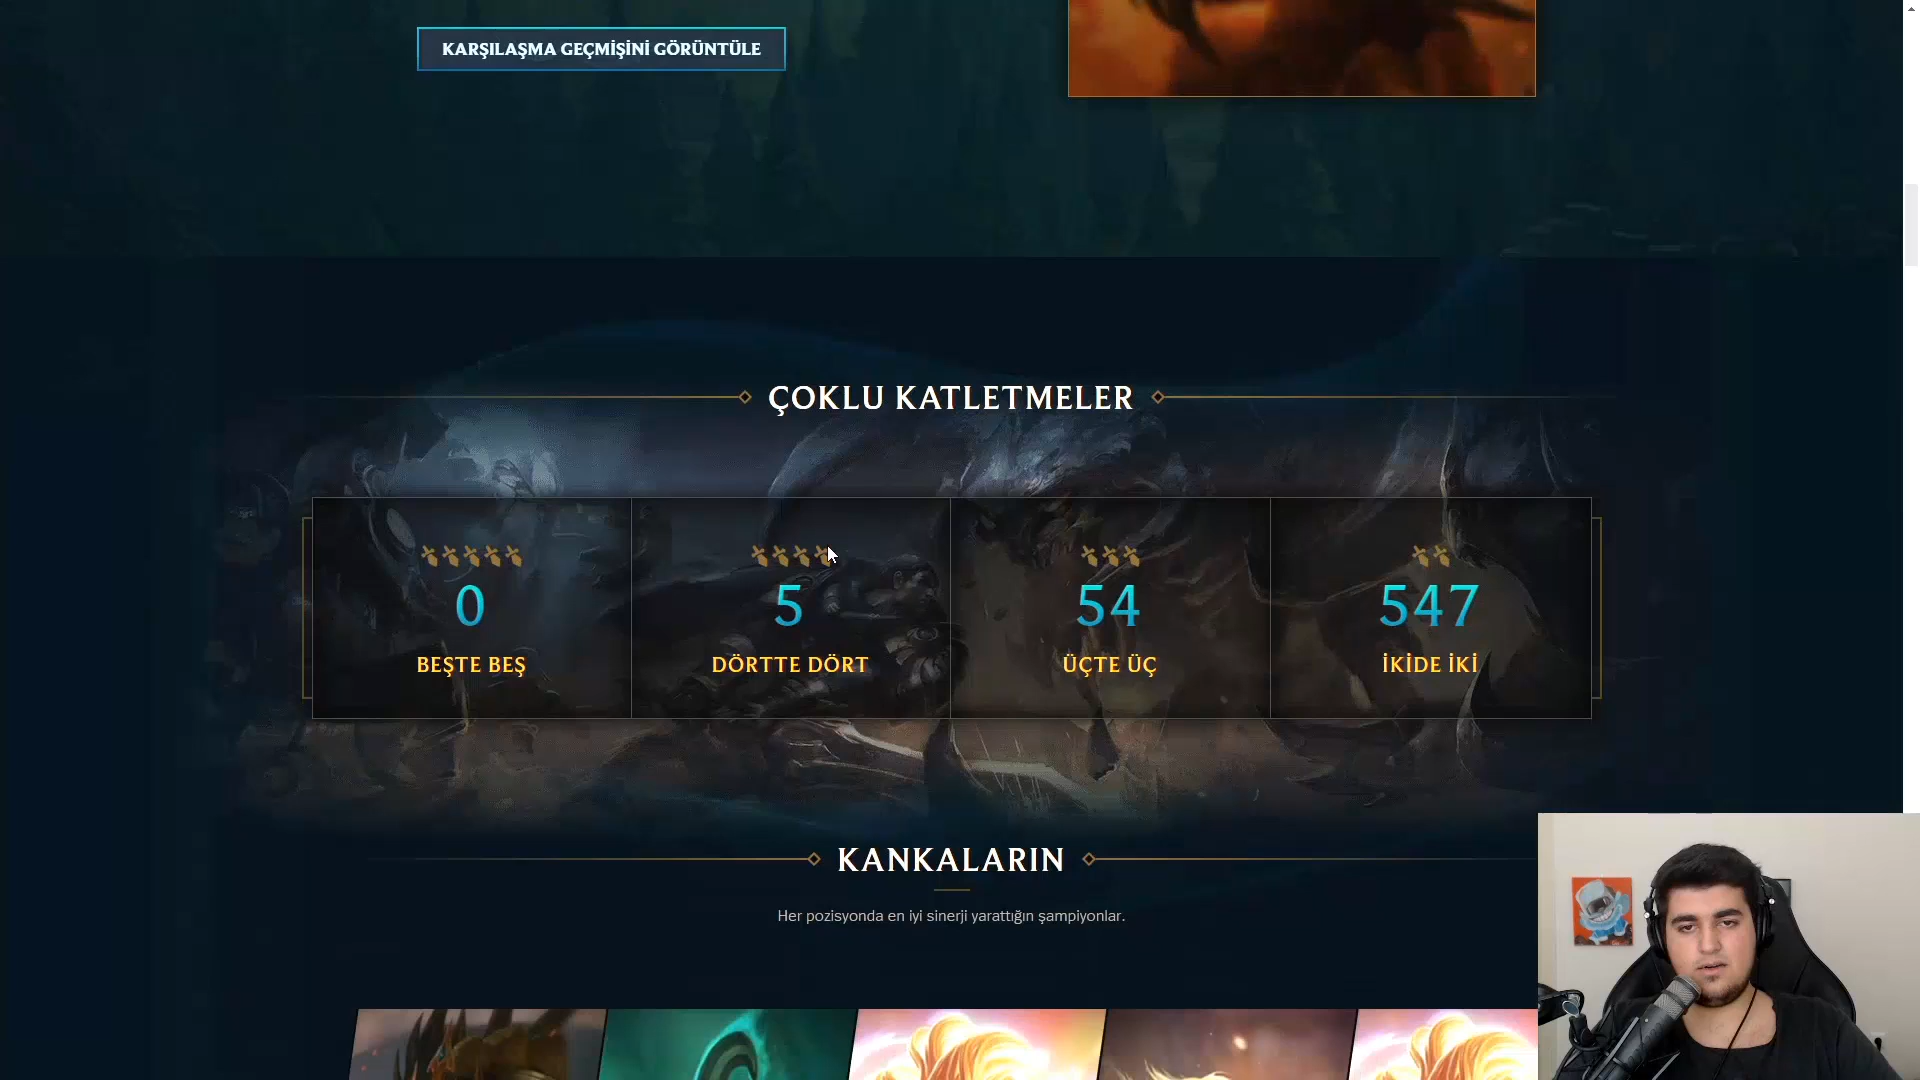 KARŞILAŞMA GEÇMİŞİNİ GÖRÜNTÜLE
ÇOKLU KATLETMELER
0
BEŞTE BEŞ
5
DÖRTTE DÖRT
54
ÜÇTE ÜÇ
547
İKİDE İKİ
KANKALARIN
Her pozisyonda en iyi sinerji yarattığın şampiyonlar.